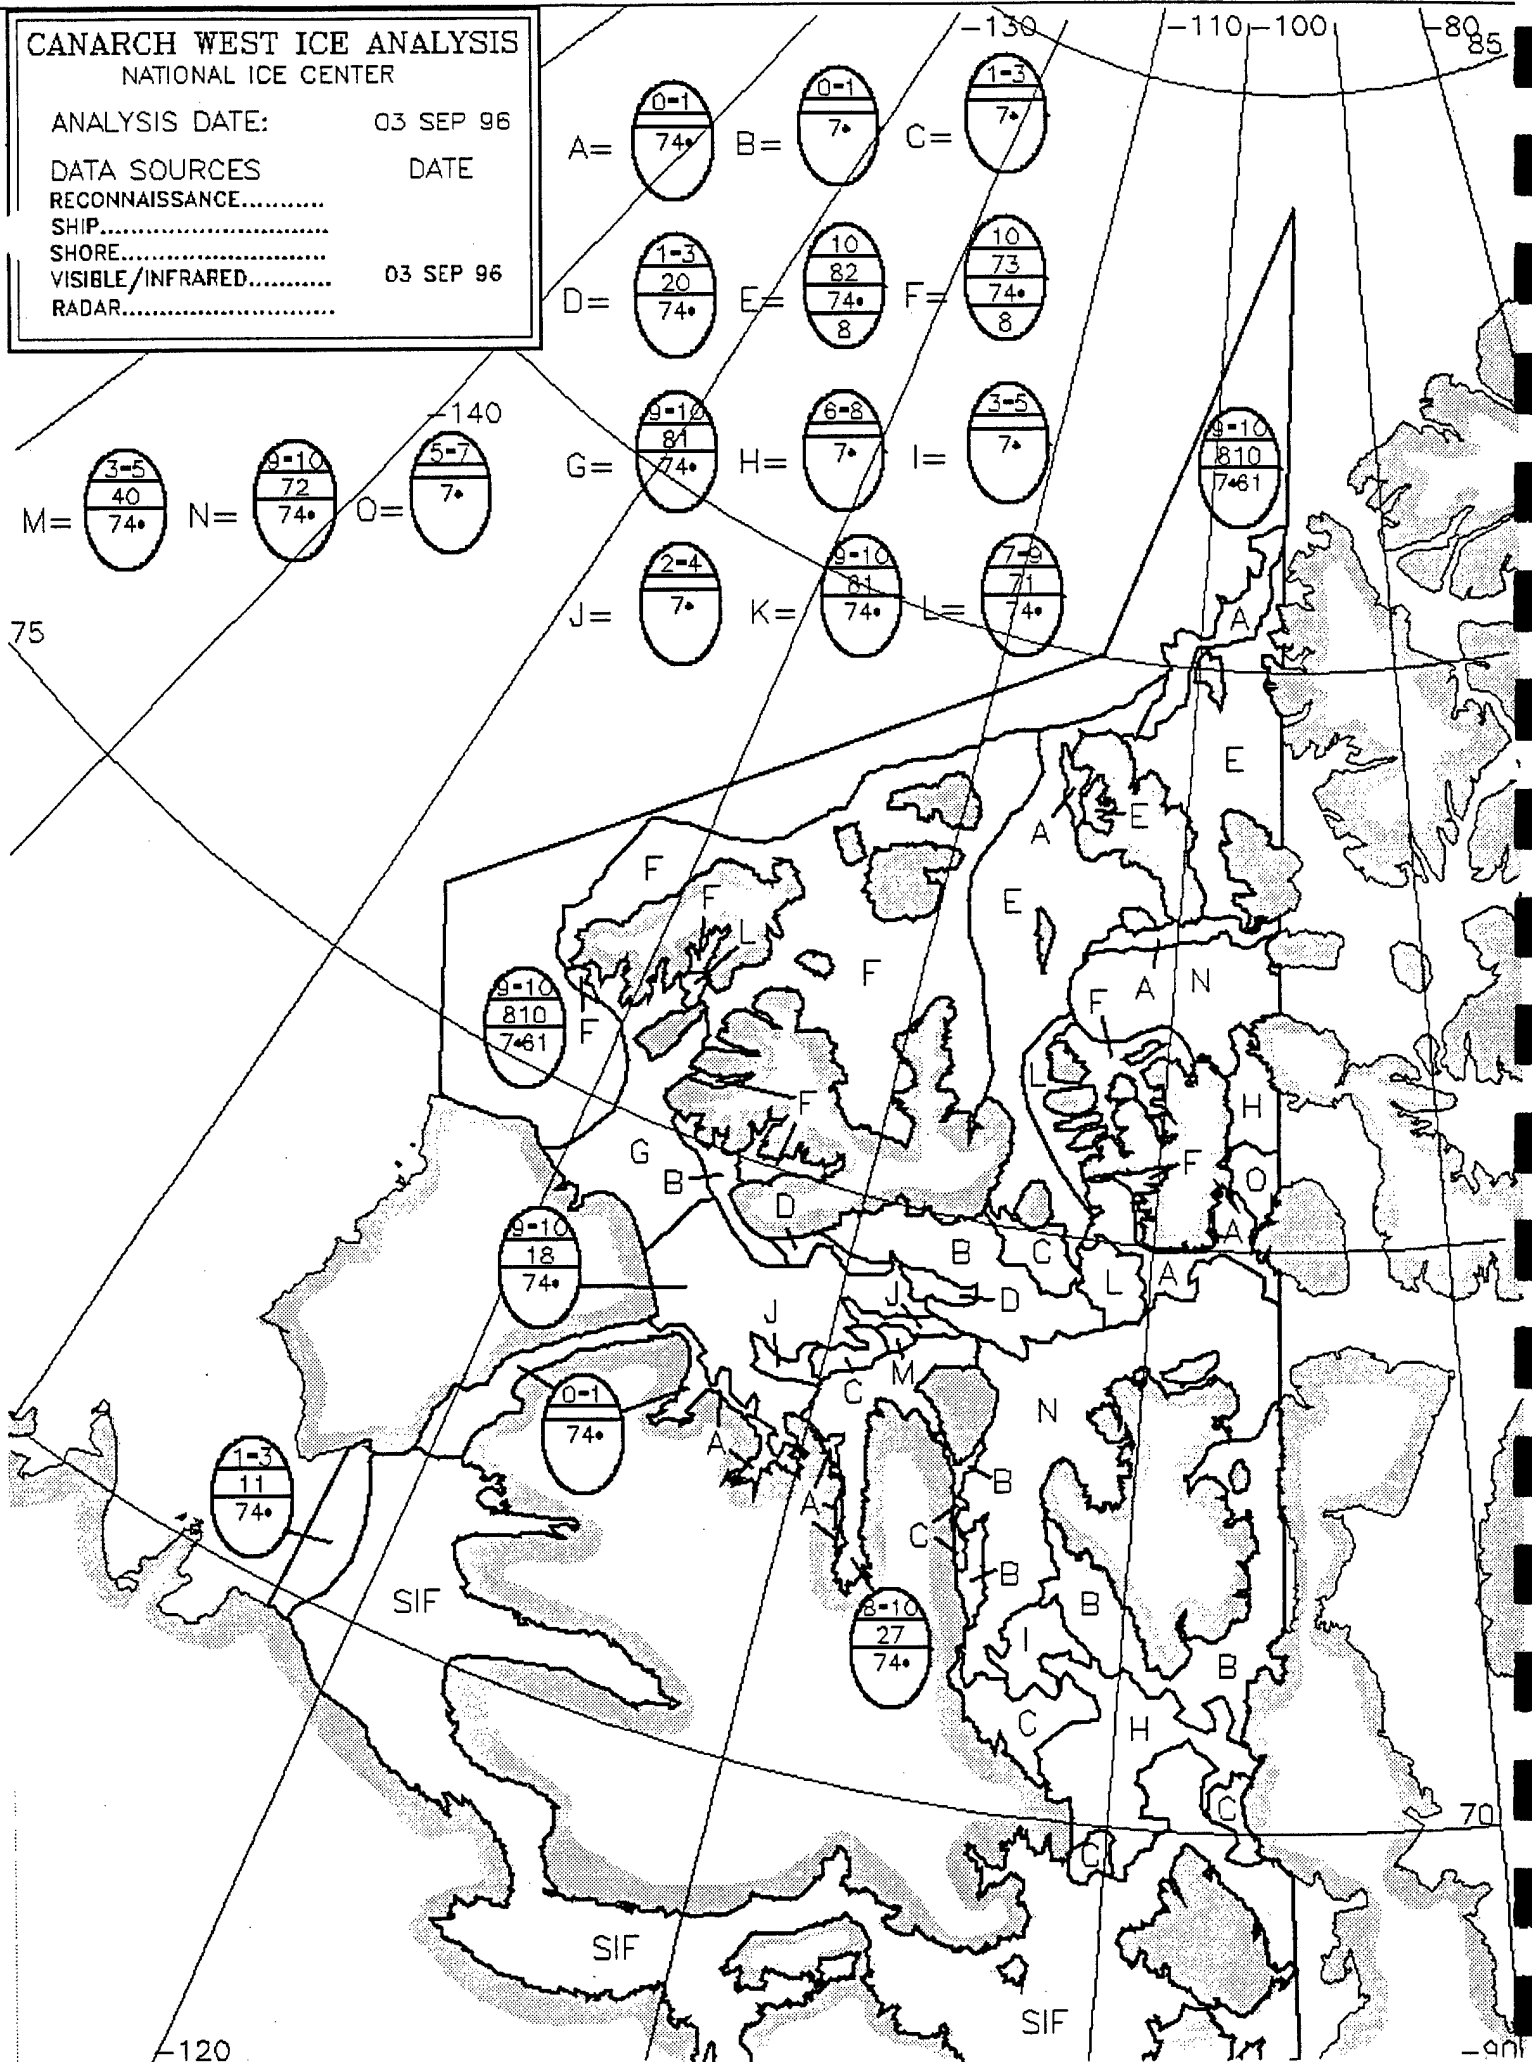 CANARCH WEST ICE ANALYSIS
NATIONAL ICE CENTER
ANALYSIS DATE: 03 SEP 96
DATA SOURCES DATE
RECONNAISSANCE...........
SHIP.............................
SHORE..........................
VISIBLE/INFRARED........... 03 SEP 96
RADAR...........................
-130
-110
-100
-80
85
A=
0-1
74•
B=
0-1
7•
C=
1-3
7•
D=
1-3
20
74•
E=
10
82
74•
8
F=
10
73
74•
8
G=
9-10
81
74•
H=
6-8
7•
I=
3-5
7•
J=
2-4
7•
K=
9-10
81
74•
L=
7-9
71
74•
-140
M=
3-5
40
74•
N=
9-10
72
74•
O=
5-7
7•
75
9-10
810
7•61
A
E
E
A
F
F
L
E
F
A
N
F
9-10
810
7•61
F
L
F
H
G
B
F
O
D
A
B
C
L
A
9-10
18
74•
J
J
D
M
C
N
0-1
74•
A
B
1-3
11
74•
A
C
B
SIF
B
8-10
27
74•
I
B
C
H
C
70
C
SIF
SIF
-120
-90